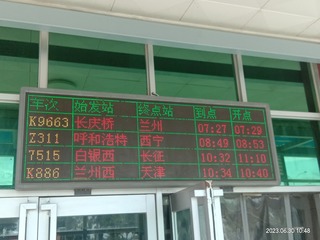 车次 始发站 终点站 到点 开点
K9663 长庆桥 兰州 07:27 07:29
Z311 呼和浩特 西宁 08:49 08:53
7515 白银西 长征 10:32 11:10
K886 兰州西 天津 10:34 10:40
2023.06.30 10:48